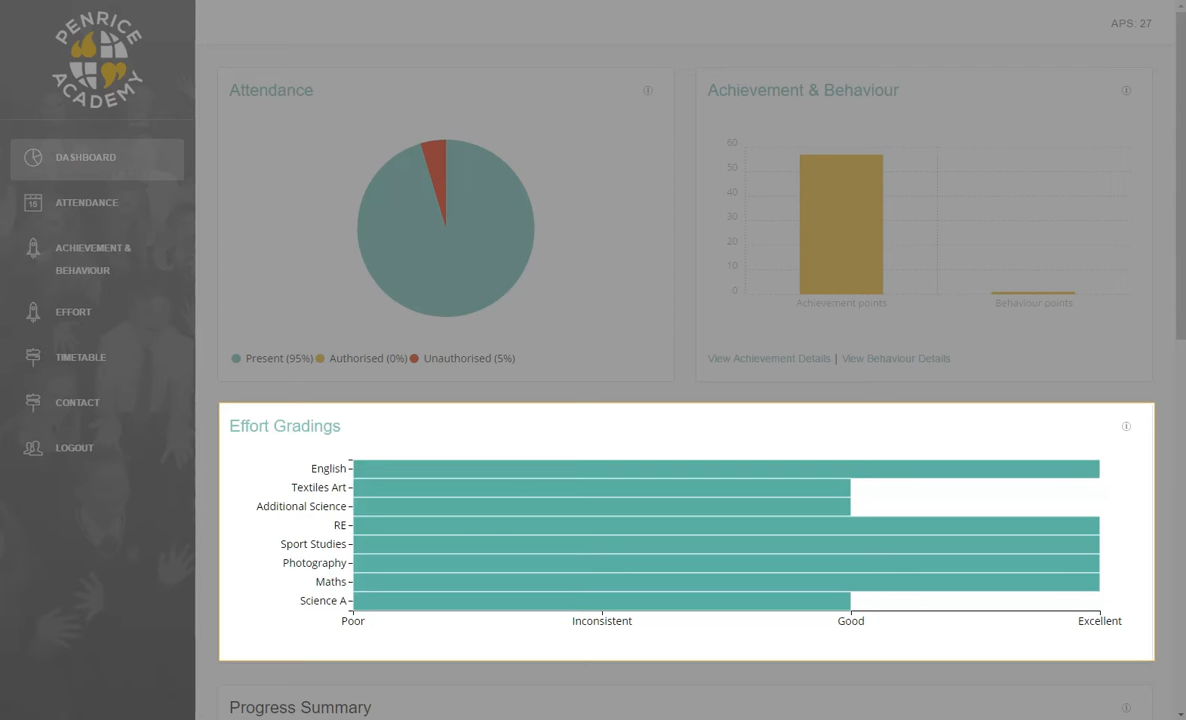 PENRICE
ACADEMY
APS: 27
DASHBOARD
15
ATTENDANCE
ACHIEVEMENT &
BEHAVIOUR
EFFORT
TIMETABLE
CONTACT
LOGOUT
Attendance
Present (95%) Authorised (0%) Unauthorised (5%)
Achievement & Behaviour
60
50
40
30
20
10
0
Achievement points Behaviour points
View Achievement Details | View Behaviour Details
Effort Gradings
English
Textiles Art
Additional Science
RE
Sport Studies
Photography
Maths
Science A
Poor Inconsistent Good Excellent
Progress Summary